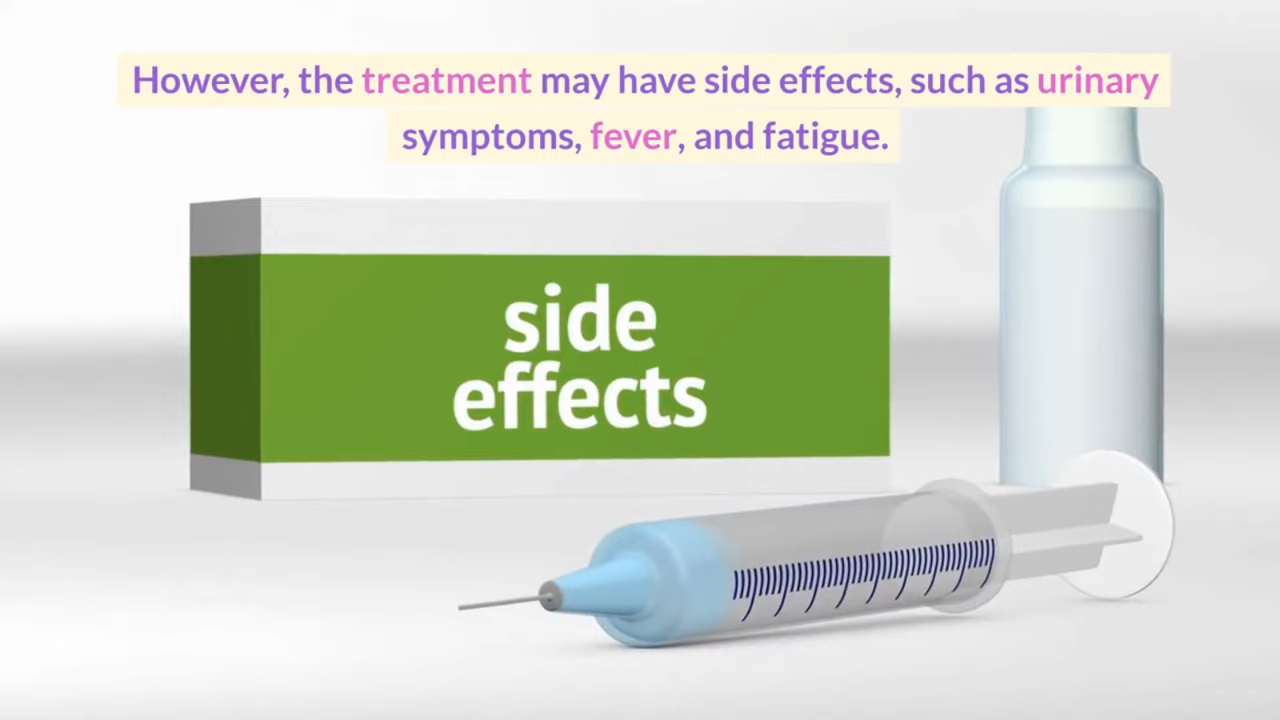 However, the treatment may have side effects, such as urinary
symptoms, fever, and fatigue.
side
effects